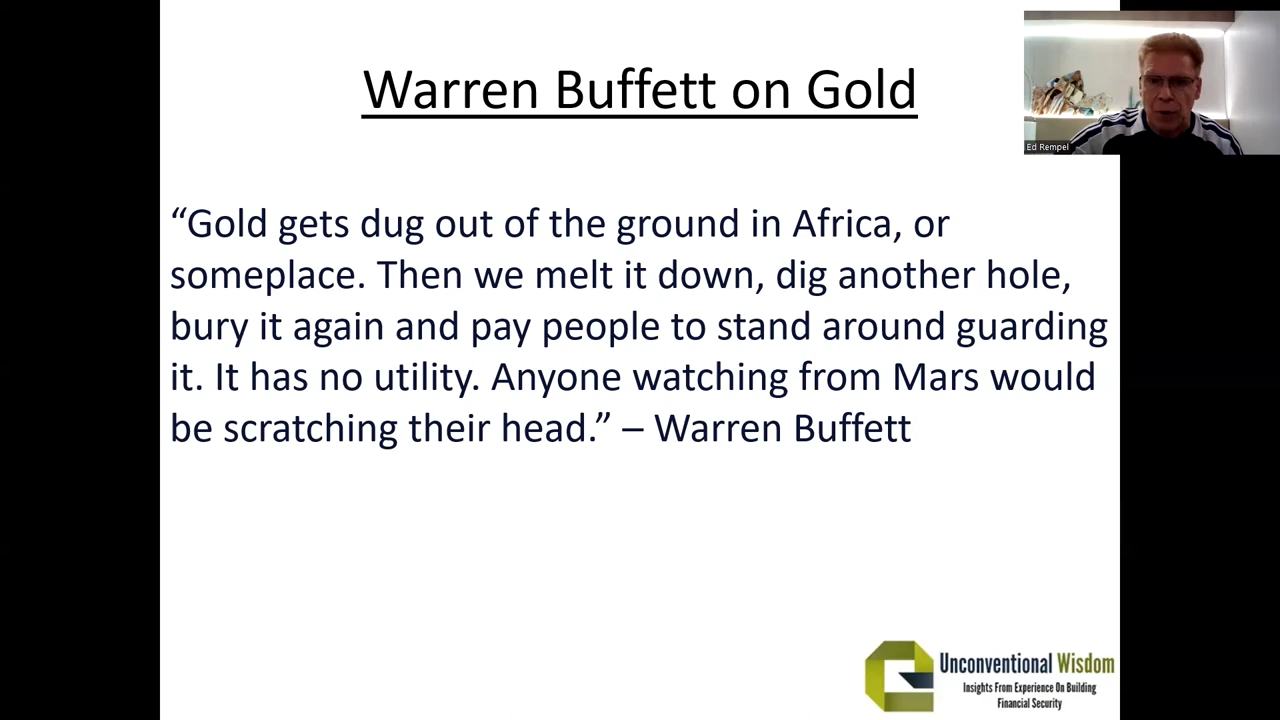 Warren Buffett on Gold
Ed Rempel
“Gold gets dug out of the ground in Africa, or
someplace. Then we melt it down, dig another hole,
bury it again and pay people to stand around guarding
it. It has no utility. Anyone watching from Mars would
be scratching their head.” – Warren Buffett
Unconventional Wisdom
Insights From Experience On Building
Financial Security